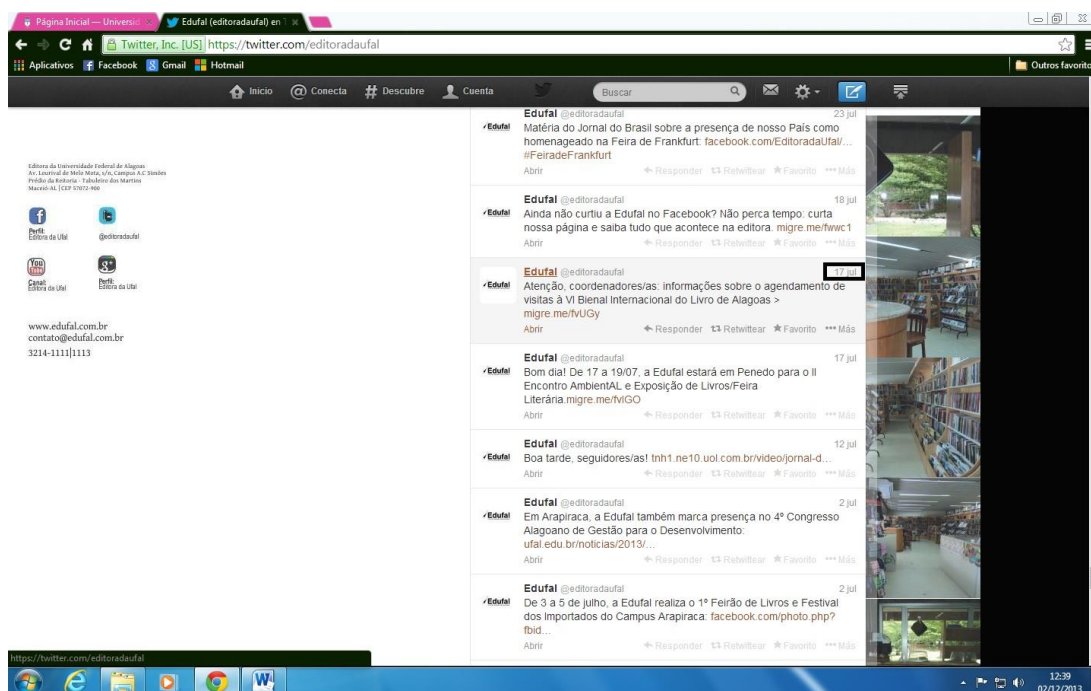 Página Inicial — Universid
Edufal (editoradaufal) en T
Twitter, Inc. [US] https://twitter.com/editoradaufal
Aplicativos Facebook Gmail Hotmail Outros favorito
Inicio Conecta Descubre Cuenta Buscar
Editora da Universidade Federal de Alagoas
Av. Lourival de Melo Mota, s/n, Campus A.C Simões
Prédio da Reitoria - Tabuleiro dos Martins
Maceió-AL | CEP 57072-900
Perfil:
Editora da Ufal
@editoradaufal
You Tube
Canal:
Editora da Ufal
Perfil:
Editora da Ufal
www.edufal.com.br
contato@edufal.com.br
3214-1111|1113
Edufal @editoradaufal 23 jul
Edufal
Matéria do Jornal do Brasil sobre a presença de nosso País como
homenageado na Feira de Frankfurt: facebook.com/EditoradaUfal/...
#FeiradeFrankfurt
Abrir Responder Retwittear Favorito Más
Edufal @editoradaufal 18 jul
Edufal
Ainda não curtiu a Edufal no Facebook? Não perca tempo: curta
nossa página e saiba tudo que acontece na editora. migre.me/fwwc1
Abrir Responder Retwittear Favorito Más
Edufal @editoradaufal 17 jul
Edufal
Atenção, coordenadores/as: informações sobre o agendamento de
visitas à VI Bienal Internacional do Livro de Alagoas >
migre.me/fvUGy
Abrir Responder Retwittear Favorito Más
Edufal @editoradaufal 17 jul
Edufal
Bom dia! De 17 a 19/07, a Edufal estará em Penedo para o II
Encontro AmbientAL e Exposição de Livros/Feira
Literária.migre.me/fvIGO
Abrir Responder Retwittear Favorito Más
Edufal @editoradaufal 12 jul
Edufal
Boa tarde, seguidores/as! tnh1.ne10.uol.com.br/video/jornal-d...
Abrir Responder Retwittear Favorito Más
Edufal @editoradaufal 2 jul
Edufal
Em Arapiraca, a Edufal também marca presença no 4º Congresso
Alagoano de Gestão para o Desenvolvimento:
ufal.edu.br/noticias/2013/...
Abrir Responder Retwittear Favorito Más
Edufal @editoradaufal 2 jul
Edufal
De 3 a 5 de julho, a Edufal realiza o 1º Feirão de Livros e Festival
dos Importados do Campus Arapiraca: facebook.com/photo.php?
fbid...
Abrir Responder Retwittear Favorito Más
https://twitter.com/editoradaufal
12:39
02/12/2013